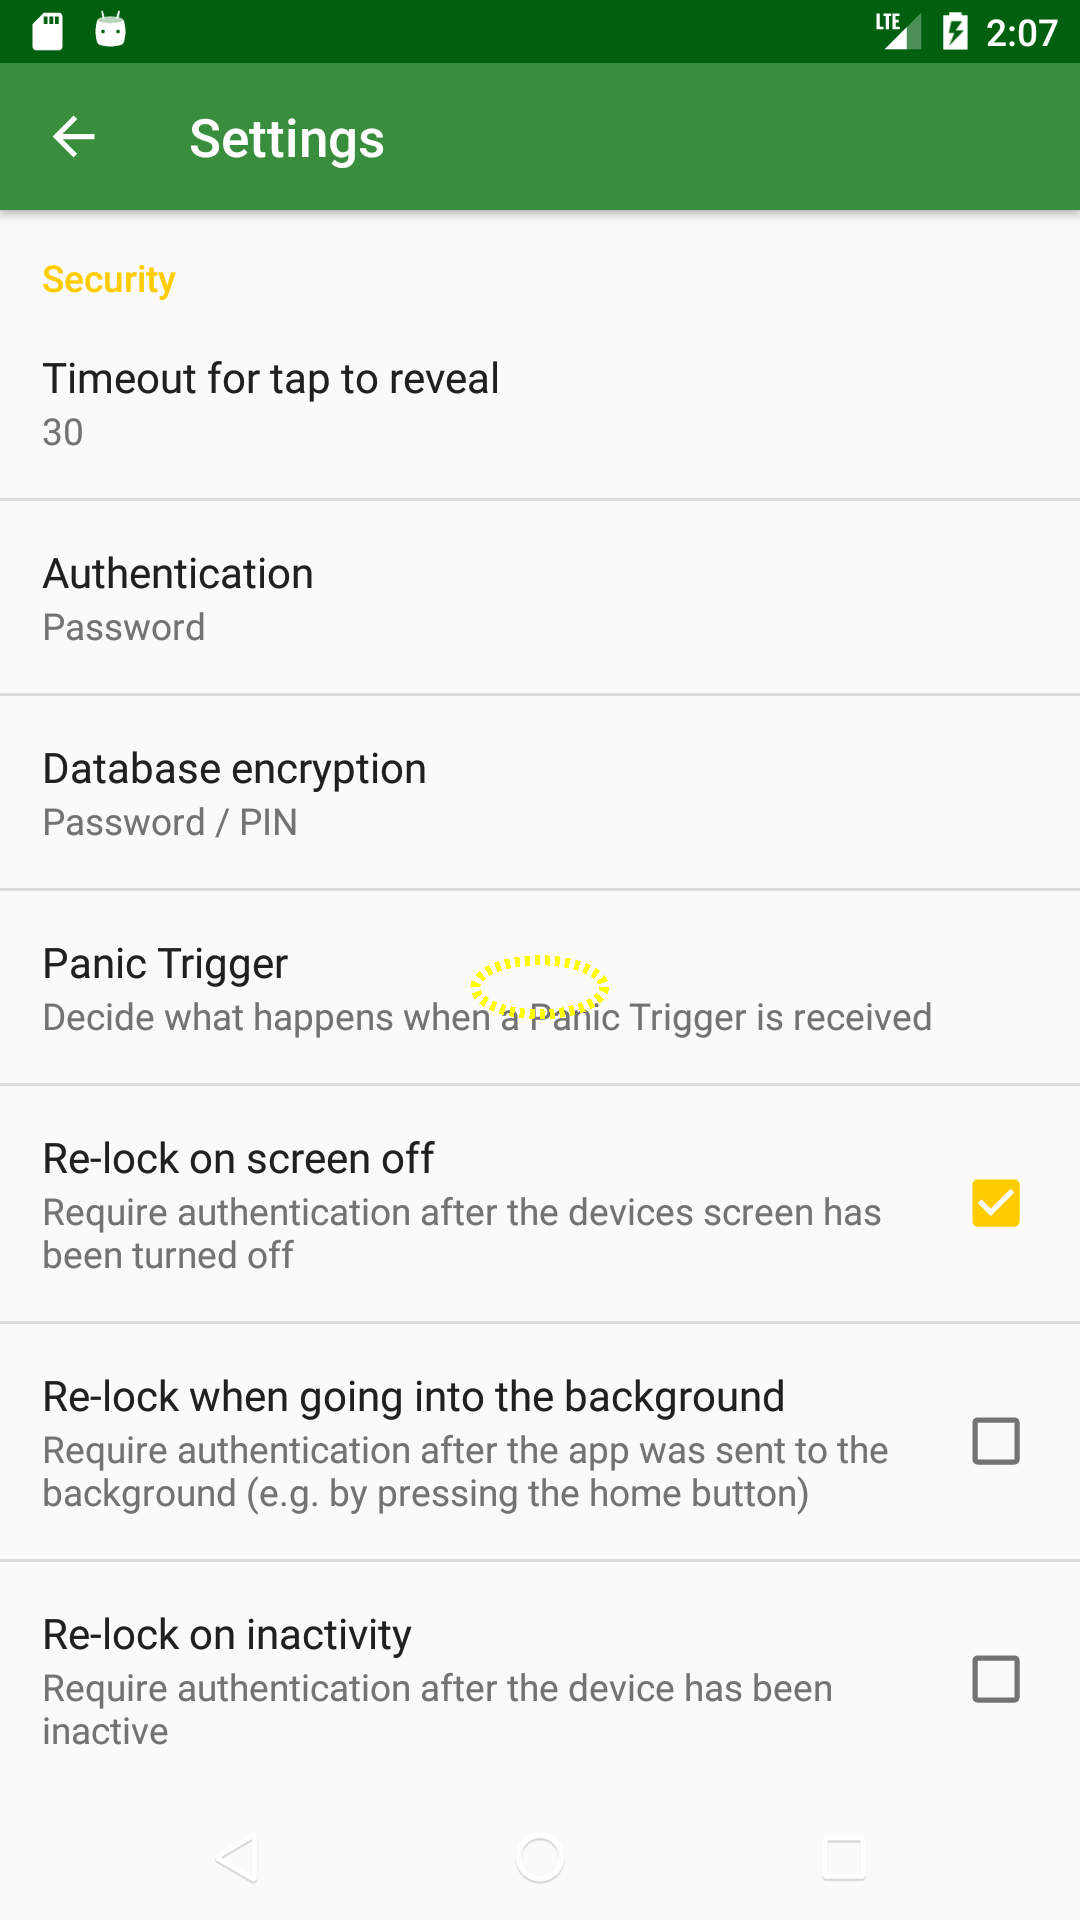 LTE 2:07
Settings
Security
Timeout for tap to reveal
30
Authentication
Password
Database encryption
Password / PIN
Panic Trigger
Decide what happens when a Panic Trigger is received
Re-lock on screen off
Require authentication after the devices screen has
been turned off
Re-lock when going into the background
Require authentication after the app was sent to the
background (e.g. by pressing the home button)
Re-lock on inactivity
Require authentication after the device has been
inactive